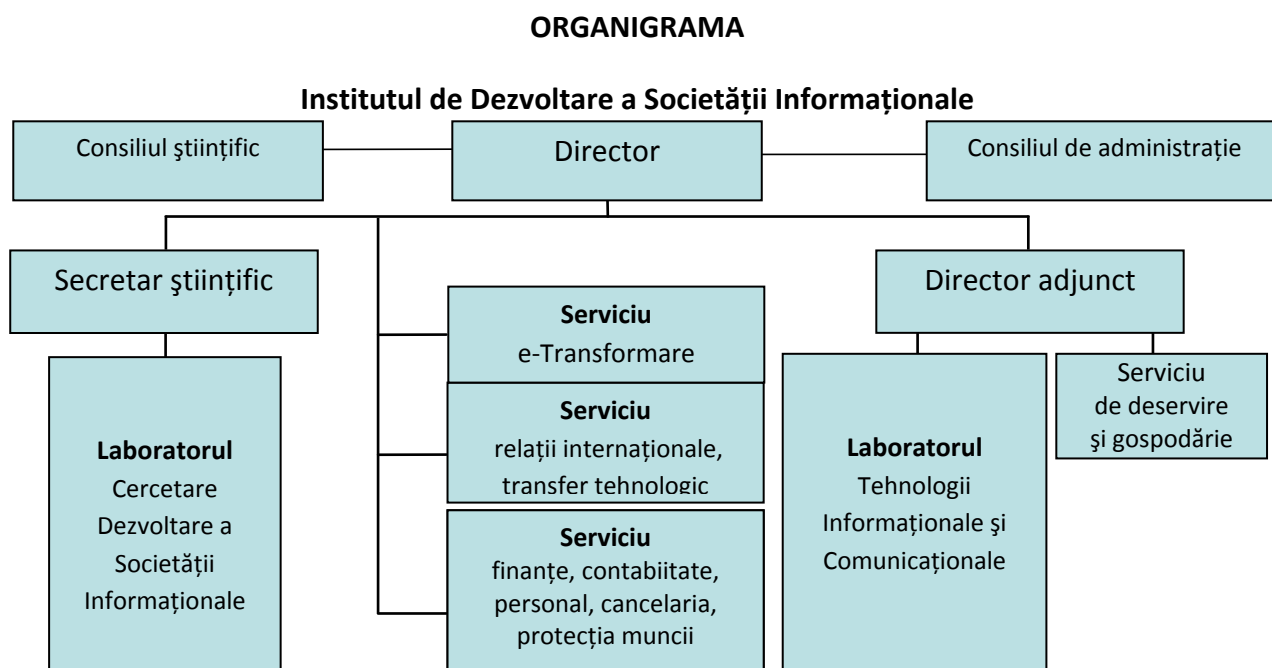 ORGANIGRAMA
Institutul de Dezvoltare a Societății Informaționale
Consiliul ştiințific
Director
Consiliul de administrație
Secretar ştiințific
Director adjunct
Serviciu
e-Transformare
Serviciu
relații internaționale,
transfer tehnologic
Serviciu
finanțe, contabiitate,
personal, cancelaria,
protecția muncii
Laboratorul
Cercetare
Dezvoltare a
Societății
Informaționale
Laboratorul
Tehnologii
Informaționale şi
Comunicaționale
Serviciu
de deservire
şi gospodărie